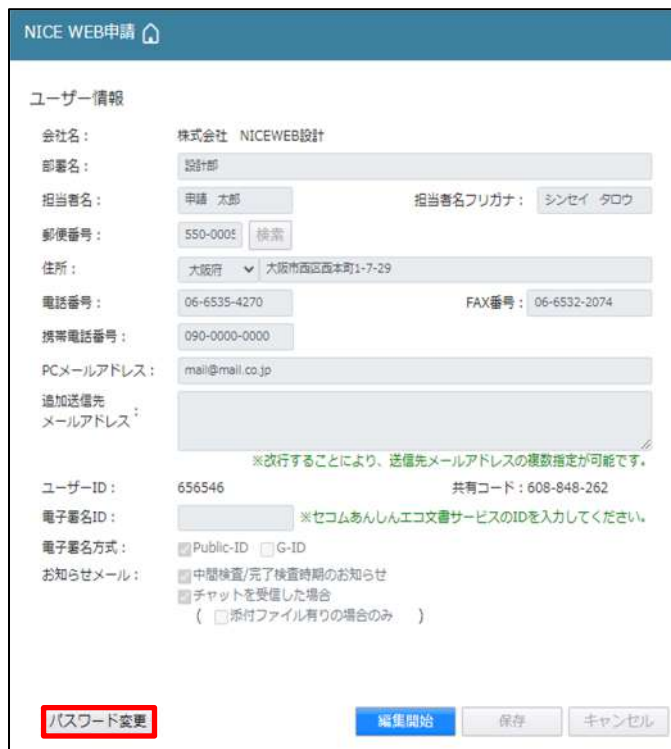 NICE WEB申請
ユーザー情報
会社名： 株式会社　NICEWEB設計
部署名： 設計部
担当者名： 申請　太郎 担当者名フリガナ： シンセイ　タロウ
郵便番号： 550-0005 検索
住所： 大阪府 大阪市西区西本町1-7-29
電話番号： 06-6535-4270 FAX番号： 06-6532-2074
携帯電話番号： 090-0000-0000
PCメールアドレス： mail@mail.co.jp
追加送信先
メールアドレス：
※改行することにより、送信先メールアドレスの複数指定が可能です。
ユーザーID： 656546 共有コード：608-848-262
電子署名ID： ※セコムあんしんエコ文書サービスのIDを入力してください。
電子署名方式： Public-ID G-ID
お知らせメール： 中間検査/完了検査時期のお知らせ
チャットを受信した場合
( 添付ファイル有りの場合のみ )
パスワード変更 編集開始 保存 キャンセル